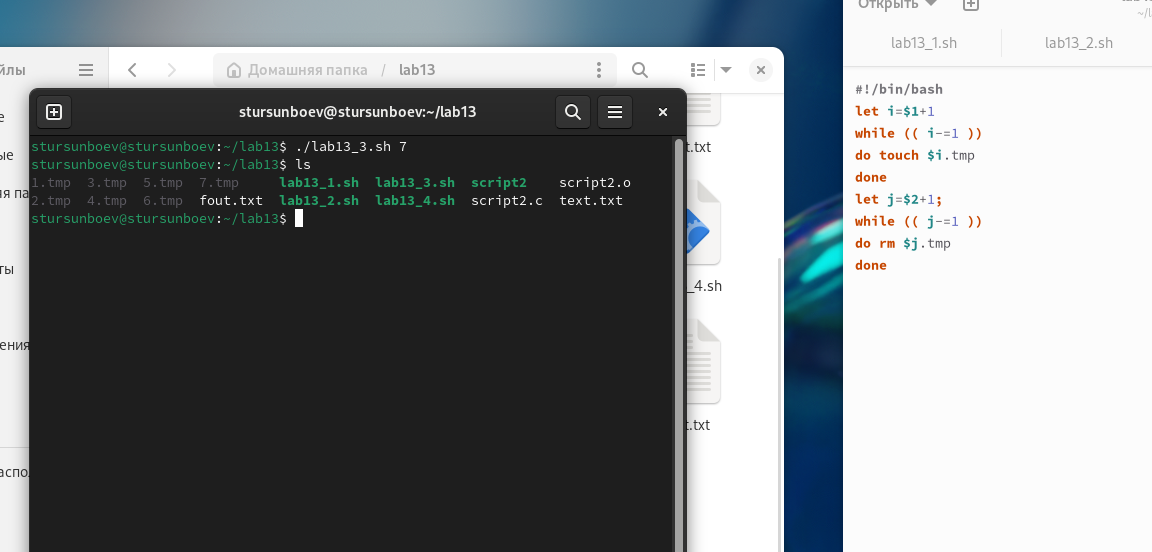 Открыть
йлы
Домашняя папка / lab13
stursunboev@stursunboev:~/lab13
stursunboev@stursunboev:~/lab13$ ./lab13_3.sh 7
stursunboev@stursunboev:~/lab13$ ls
1.tmp 3.tmp 5.tmp 7.tmp lab13_1.sh lab13_3.sh script2 script2.o
2.tmp 4.tmp 6.tmp fout.txt lab13_2.sh lab13_4.sh script2.c text.txt
stursunboev@stursunboev:~/lab13$
е
ые
я па
ты
ения
аспол
t.txt
_4.sh
t.txt
lab13_1.sh
lab13_2.sh
#!/bin/bash
let i=$1+1
while (( i-=1 ))
do touch $i.tmp
done
let j=$2+1;
while (( j-=1 ))
do rm $j.tmp
done